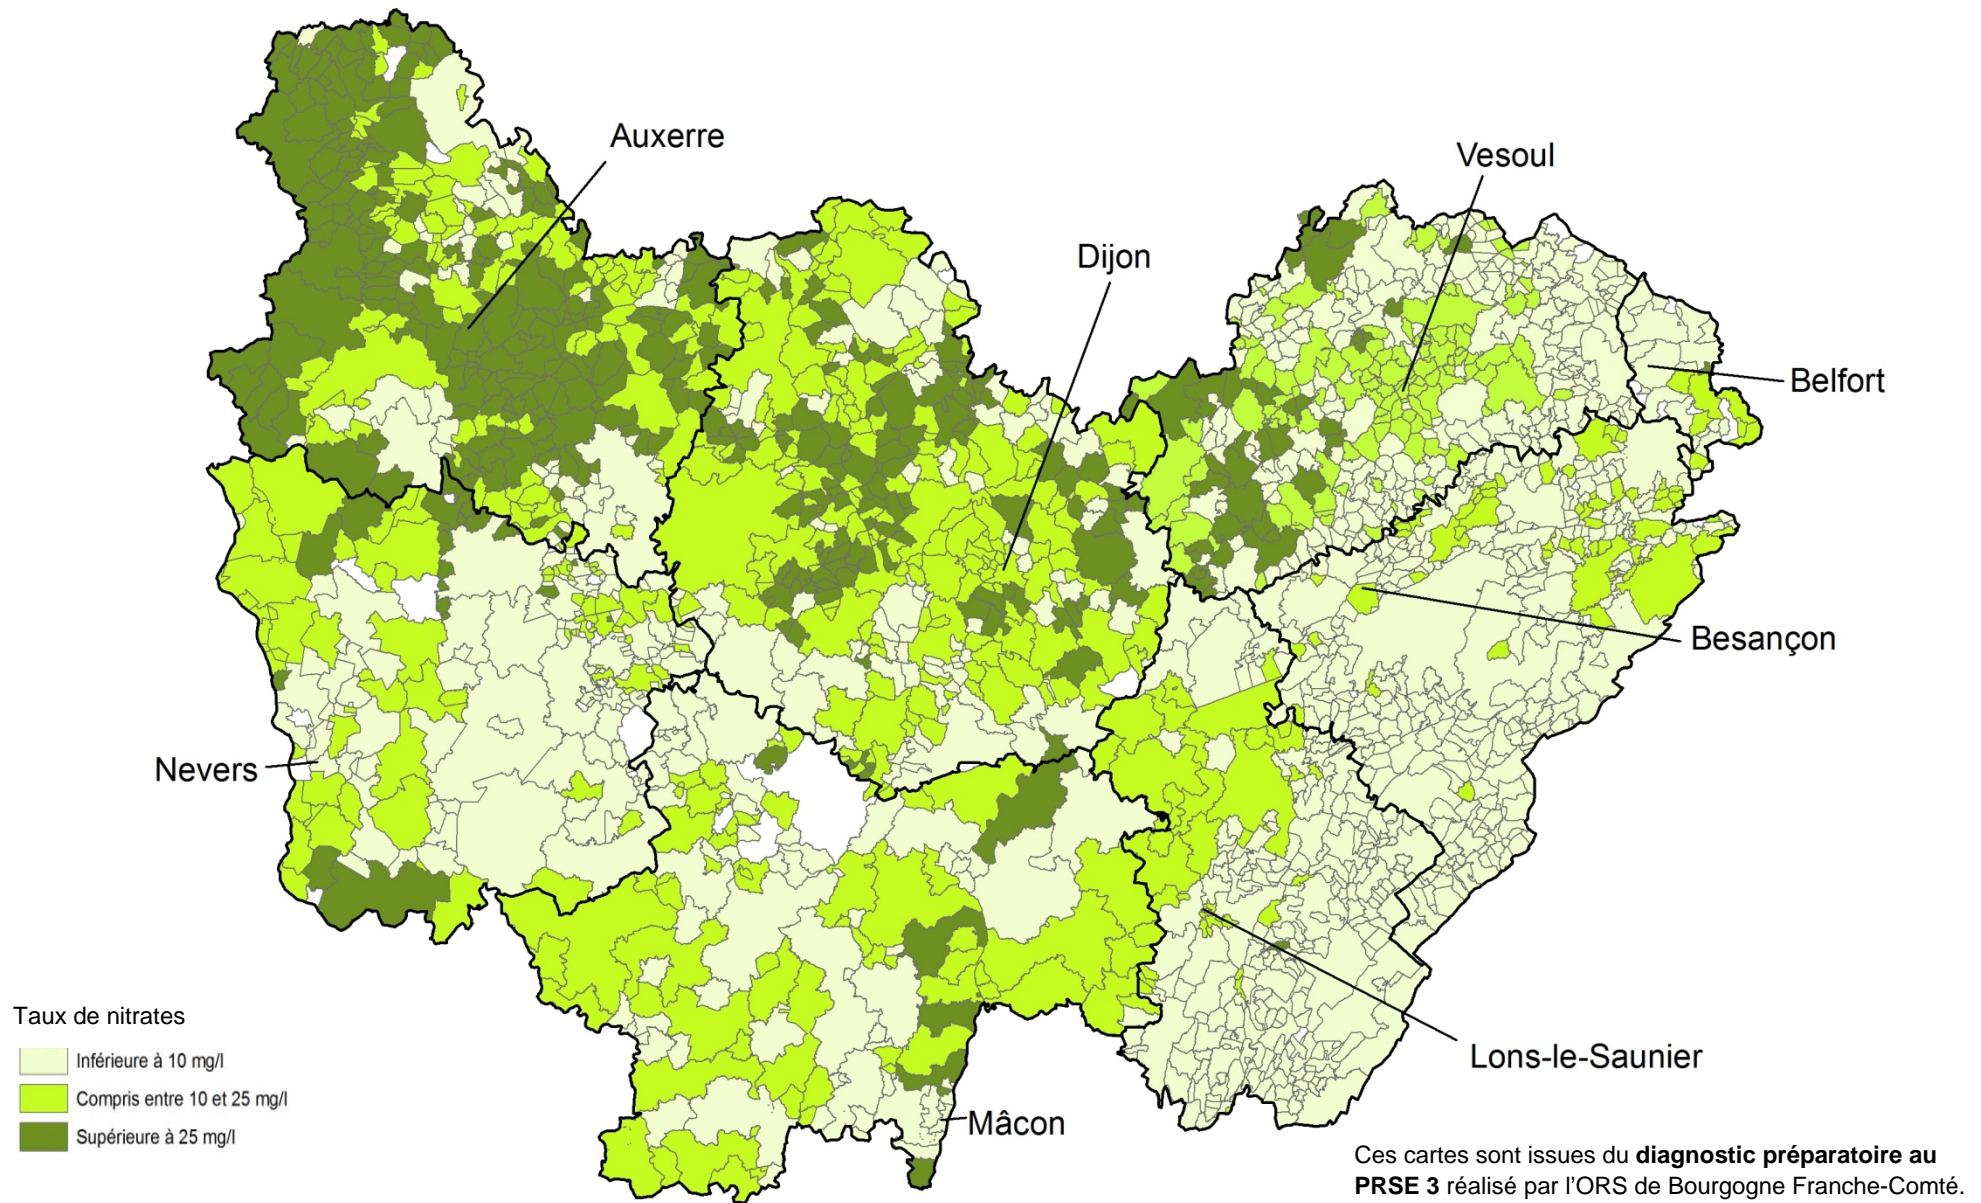 Auxerre
Vesoul
Dijon
Belfort
Besançon
Nevers
Taux de nitrates
Inférieure à 10 mg/l
Compris entre 10 et 25 mg/l
Supérieure à 25 mg/l
Lons-le-Saunier
Mâcon
Ces cartes sont issues du diagnostic préparatoire au
PRSE 3 réalisé par l'ORS de Bourgogne Franche-Comté.